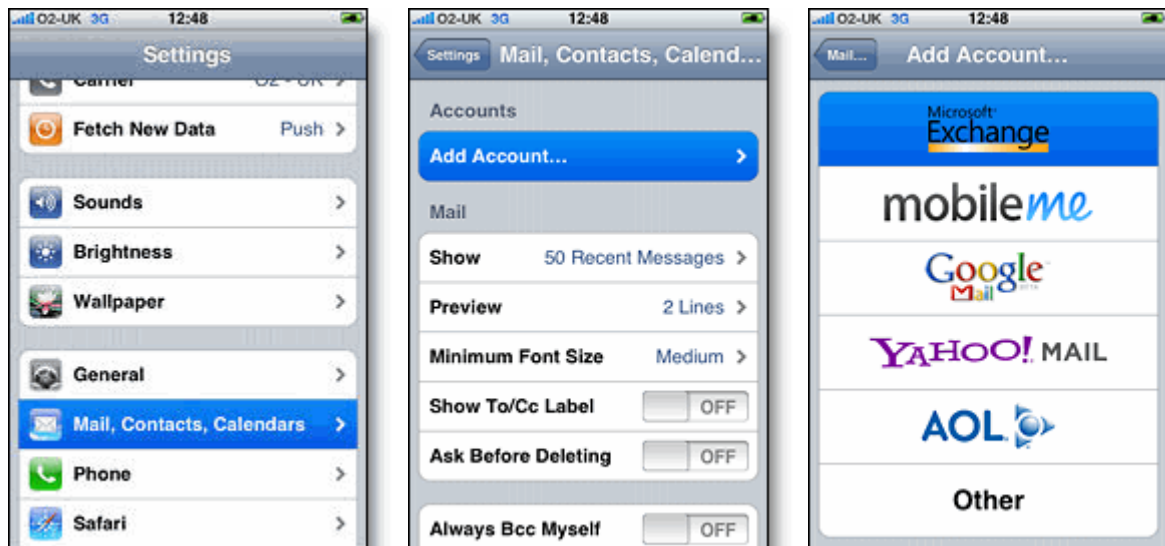 O2-UK 3G 12:48
Settings
Carrier O2 - UK >
Fetch New Data Push >
Sounds >
Brightness >
Wallpaper >
General >
Mail, Contacts, Calendars >
Phone >
Safari >
O2-UK 3G 12:48
Settings Mail, Contacts, Calend...
Accounts
Add Account... >
Mail
Show 50 Recent Messages >
Preview 2 Lines >
Minimum Font Size Medium >
Show To/Cc Label OFF
Ask Before Deleting OFF
Always Bcc Myself OFF
O2-UK 3G 12:48
Mail... Add Account...
Microsoft
Exchange
mobileme
Google
Mail
YAHOO! MAIL
AOL
Other